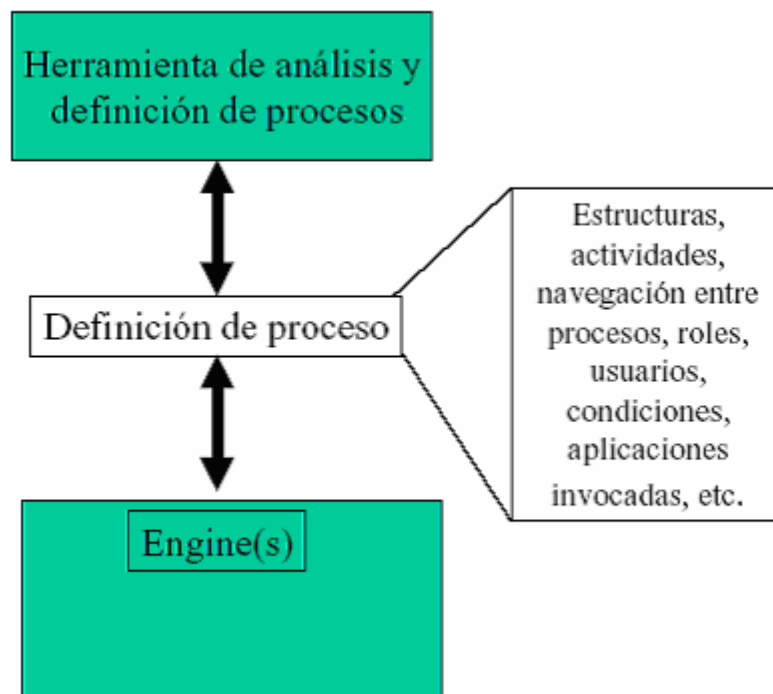 Herramienta de análisis y
definición de procesos
Definición de proceso
Estructuras,
actividades,
navegación entre
procesos, roles,
usuarios,
condiciones,
aplicaciones
invocadas, etc.
Engine(s)